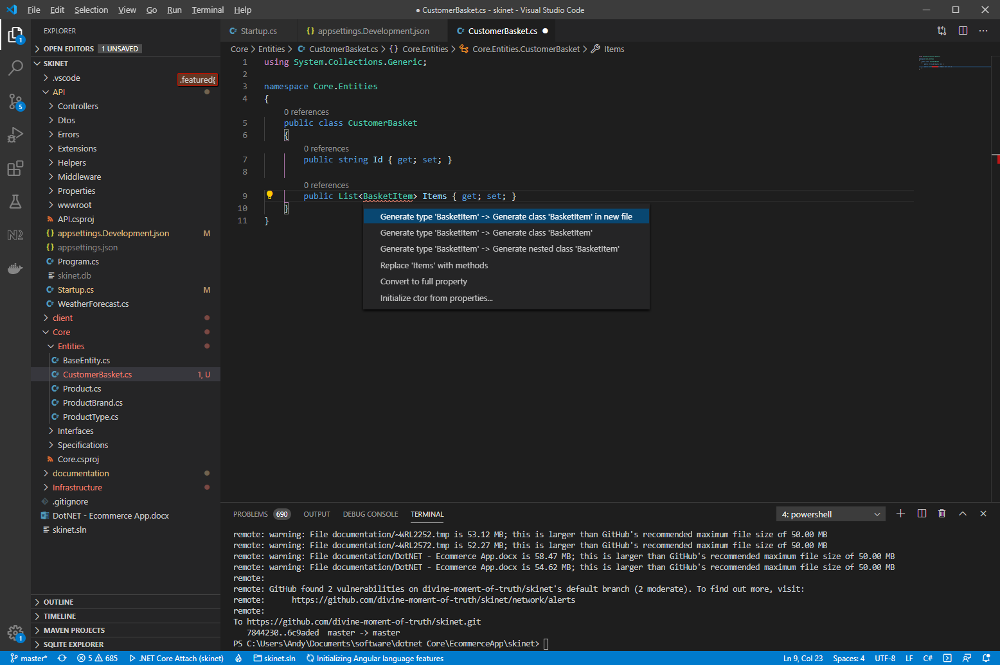 File Edit Selection View Go Run Terminal Help
● CustomerBasket.cs - skinet - Visual Studio Code
EXPLORER
OPEN EDITORS 1 UNSAVED
SKINET
.vscode
.featured{
API
Controllers
Dtos
Errors
Extensions
Helpers
Middleware
Properties
wwwroot
API.csproj
{} appsettings.Development.json M
{} appsettings.json
C# Program.cs
skinet.db
C# Startup.cs M
C# WeatherForecast.cs
client
Core
Entities
C# BaseEntity.cs
C# CustomerBasket.cs 1, U
C# Product.cs
C# ProductBrand.cs
C# ProductType.cs
Interfaces
Specifications
Core.csproj
documentation
Infrastructure
.gitignore
DotNET - Ecommerce App.docx
skinet.sln
OUTLINE
TIMELINE
MAVEN PROJECTS
SQLITE EXPLORER
1
5
N2
1
C# Startup.cs {} appsettings.Development.json C# CustomerBasket.cs ●
Core > Entities > C# CustomerBasket.cs > {} Core.Entities > Core.Entities.CustomerBasket > Items
1 using System.Collections.Generic;
2
3 namespace Core.Entities
4 {
0 references
5 public class CustomerBasket
6 {
0 references
7 public string Id { get; set; }
8
0 references
9 public List<BasketItem> Items { get; set; }
10 }
11 }
Generate type 'BasketItem' -> Generate class 'BasketItem' in new file
Generate type 'BasketItem' -> Generate class 'BasketItem'
Generate type 'BasketItem' -> Generate nested class 'BasketItem'
Replace 'Items' with methods
Convert to full property
Initialize ctor from properties...
PROBLEMS 690 OUTPUT DEBUG CONSOLE TERMINAL 4: powershell
remote: warning: File documentation/~WRL2252.tmp is 53.12 MB; this is larger than GitHub's recommended maximum file size of 50.00 MB
remote: warning: File documentation/~WRL2572.tmp is 52.27 MB; this is larger than GitHub's recommended maximum file size of 50.00 MB
remote: warning: File documentation/DotNET - Ecommerce App.docx is 58.47 MB; this is larger than GitHub's recommended maximum file size of 50.00 MB
remote: warning: File documentation/DotNET - Ecommerce App.docx is 54.62 MB; this is larger than GitHub's recommended maximum file size of 50.00 MB
remote:
remote: GitHub found 2 vulnerabilities on divine-moment-of-truth/skinet's default branch (2 moderate). To find out more, visit:
remote: https://github.com/divine-moment-of-truth/skinet/network/alerts
remote:
To https://github.com/divine-moment-of-truth/skinet.git
7844230..6c9aded master -> master
PS C:\Users\Andy\Documents\software\dotnet Core\EcommerceApp\skinet>
master* 5 685 .NET Core Attach (skinet) skinet.sln Initializing Angular language features Ln 9, Col 23 Spaces: 4 UTF-8 LF C#